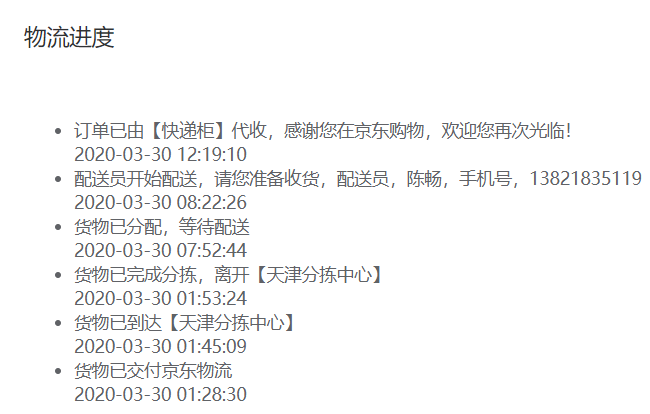 物流进度
订单已由【快递柜】代收，感谢您在京东购物，欢迎您再次光临！
2020-03-30 12:19:10
配送员开始配送，请您准备收货，配送员，陈畅，手机号，13821835119
2020-03-30 08:22:26
货物已分配，等待配送
2020-03-30 07:52:44
货物已完成分拣，离开【天津分拣中心】
2020-03-30 01:53:24
货物已到达【天津分拣中心】
2020-03-30 01:45:09
货物已交付京东物流
2020-03-30 01:28:30